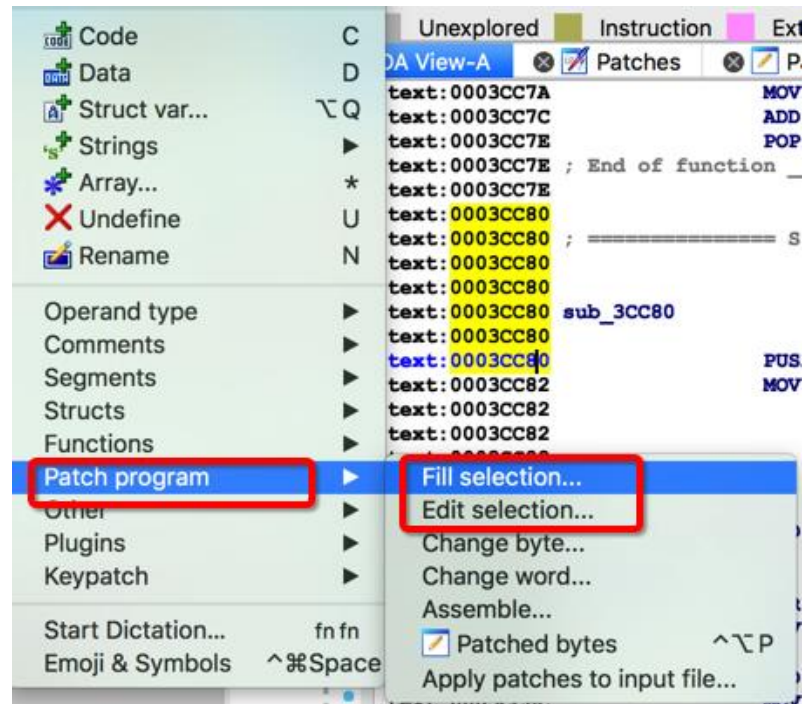 Code C
Data D
Struct var... ⌥Q
Strings ▶
Array... *
Undefine U
Rename N
Operand type ▶
Comments ▶
Segments ▶
Structs ▶
Functions ▶
Patch program ▶
Other ▶
Plugins ▶
Keypatch ▶
Start Dictation... fn fn
Emoji & Symbols ^⌘Space
Unexplored Instruction Ext
DA View-A Patches
text:0003CC7A MOV
text:0003CC7C ADD
text:0003CC7E POP
text:0003CC7E ; End of function
text:0003CC7E
text:0003CC80
text:0003CC80 ; =============== S
text:0003CC80
text:0003CC80
text:0003CC80 sub_3CC80
text:0003CC80
text:0003CC80 PUS
text:0003CC82 MOV
text:0003CC82
text:0003CC82
Fill selection...
Edit selection...
Change byte...
Change word...
Assemble...
Patched bytes ^⌥P
Apply patches to input file...